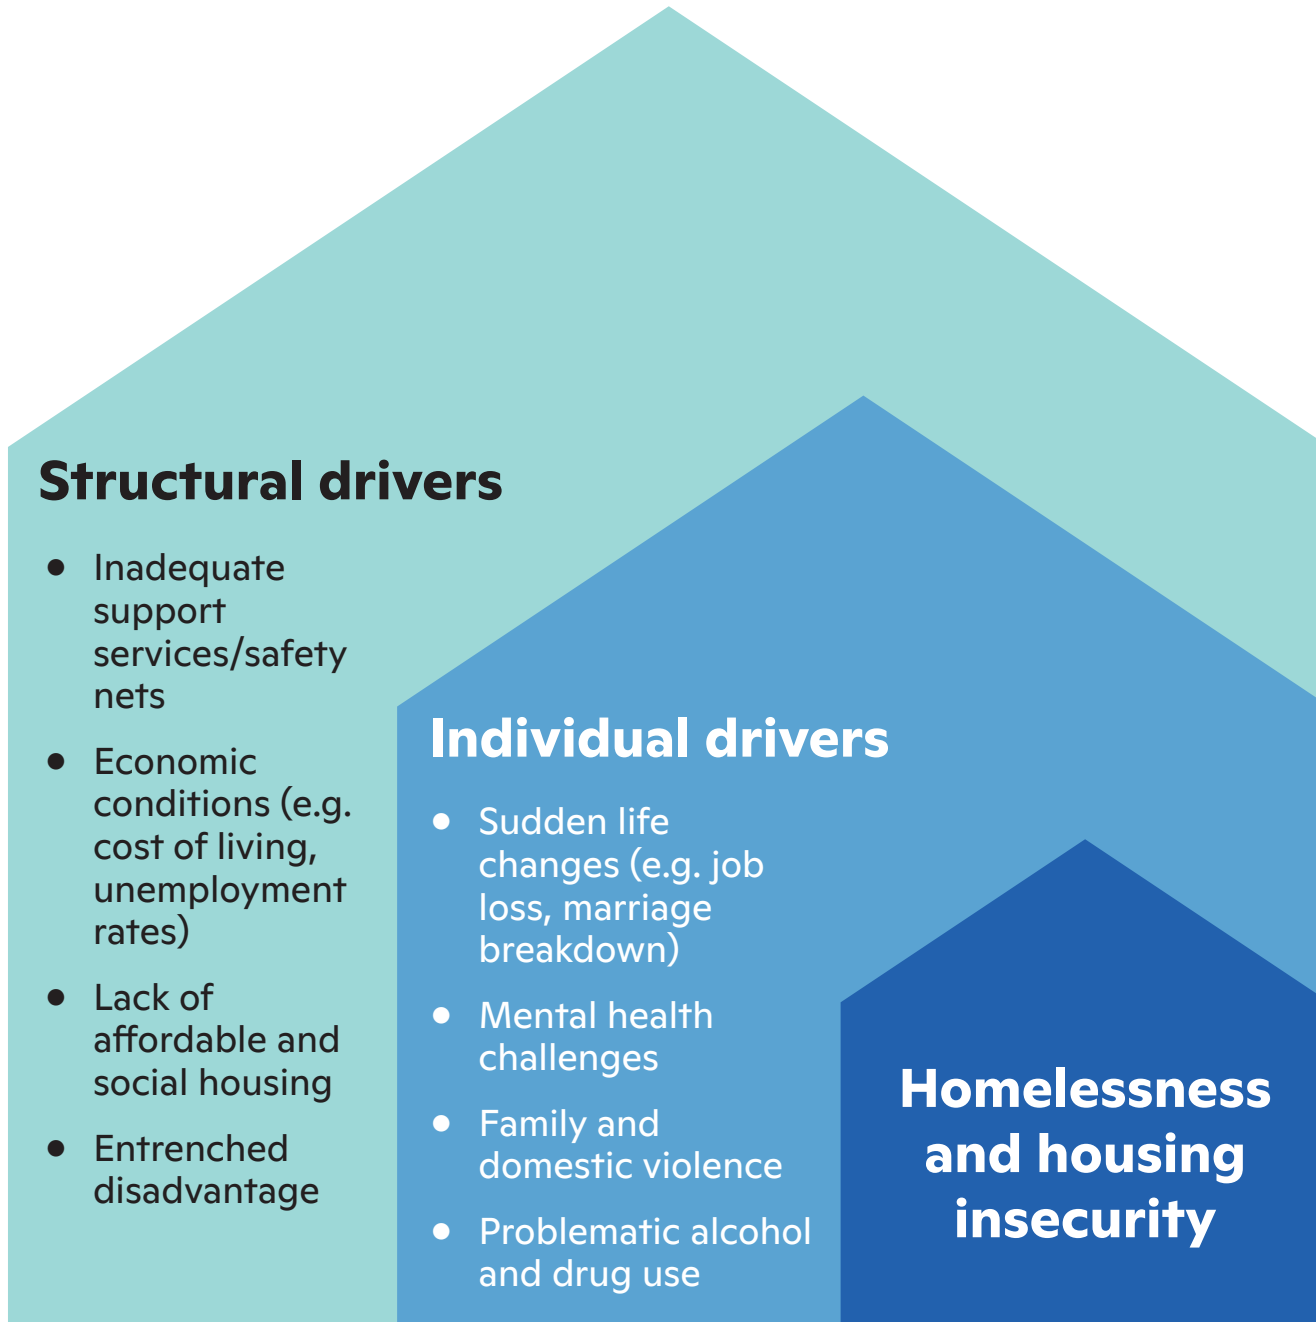 Structural drivers
● Inadequate
support
services/safety
nets
● Economic
conditions (e.g.
cost of living,
unemployment
rates)
● Lack of
affordable and
social housing
● Entrenched
disadvantage
Individual drivers
● Sudden life
changes (e.g. job
loss, marriage
breakdown)
● Mental health
challenges
● Family and
domestic violence
● Problematic alcohol
and drug use
Homelessness
and housing
insecurity